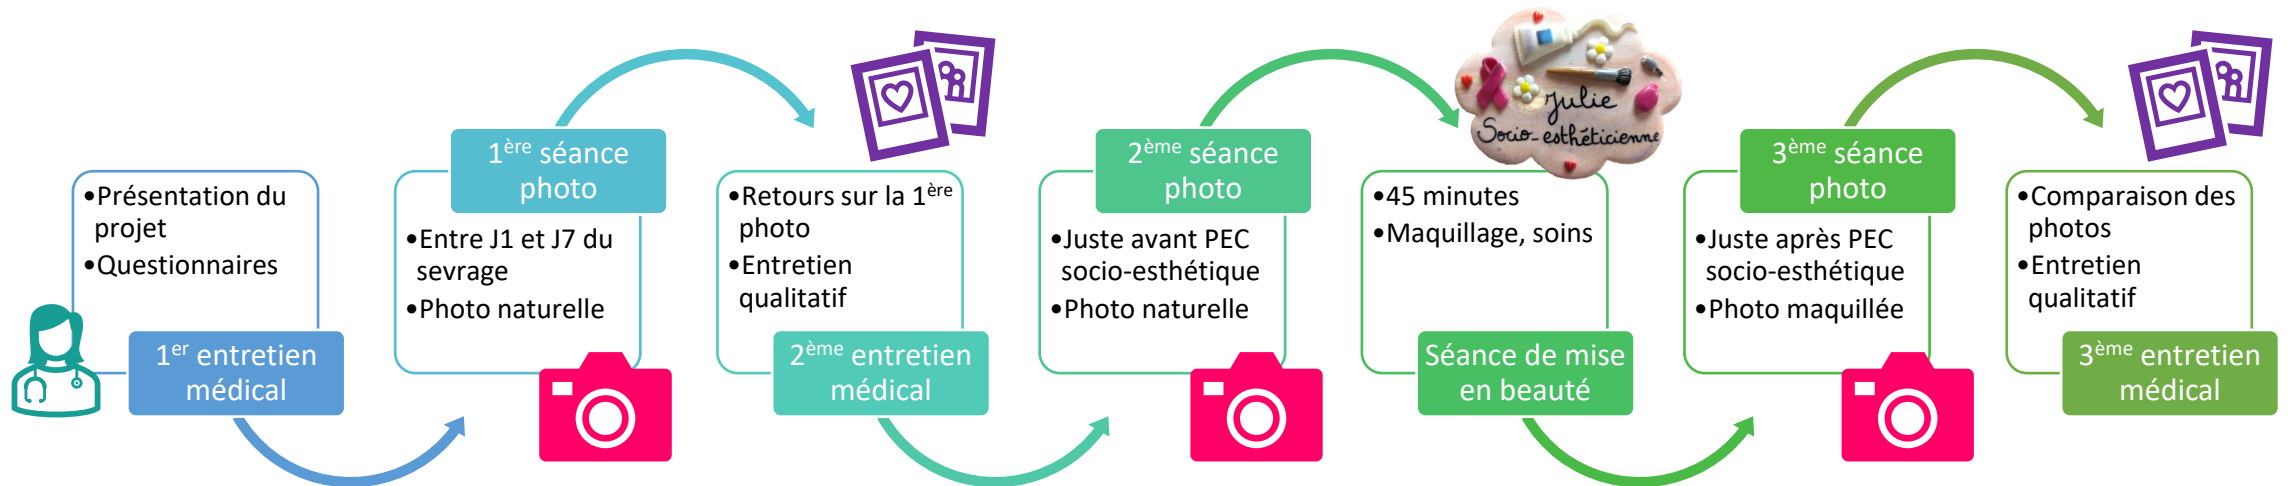 •Présentation du
projet
•Questionnaires
1er entretien
médical
1ère séance
photo
•Entre J1 et J7 du
sevrage
•Photo naturelle
•Retours sur la 1ère
photo
•Entretien
qualitatif
2ème entretien
médical
2ème séance
photo
•Juste avant PEC
socio-esthétique
•Photo naturelle
Julie
Socio-esthéticienne
•45 minutes
•Maquillage, soins
Séance de mise
en beauté
3ème séance
photo
•Juste après PEC
socio-esthétique
•Photo maquillée
•Comparaison des
photos
•Entretien
qualitatif
3ème entretien
médical